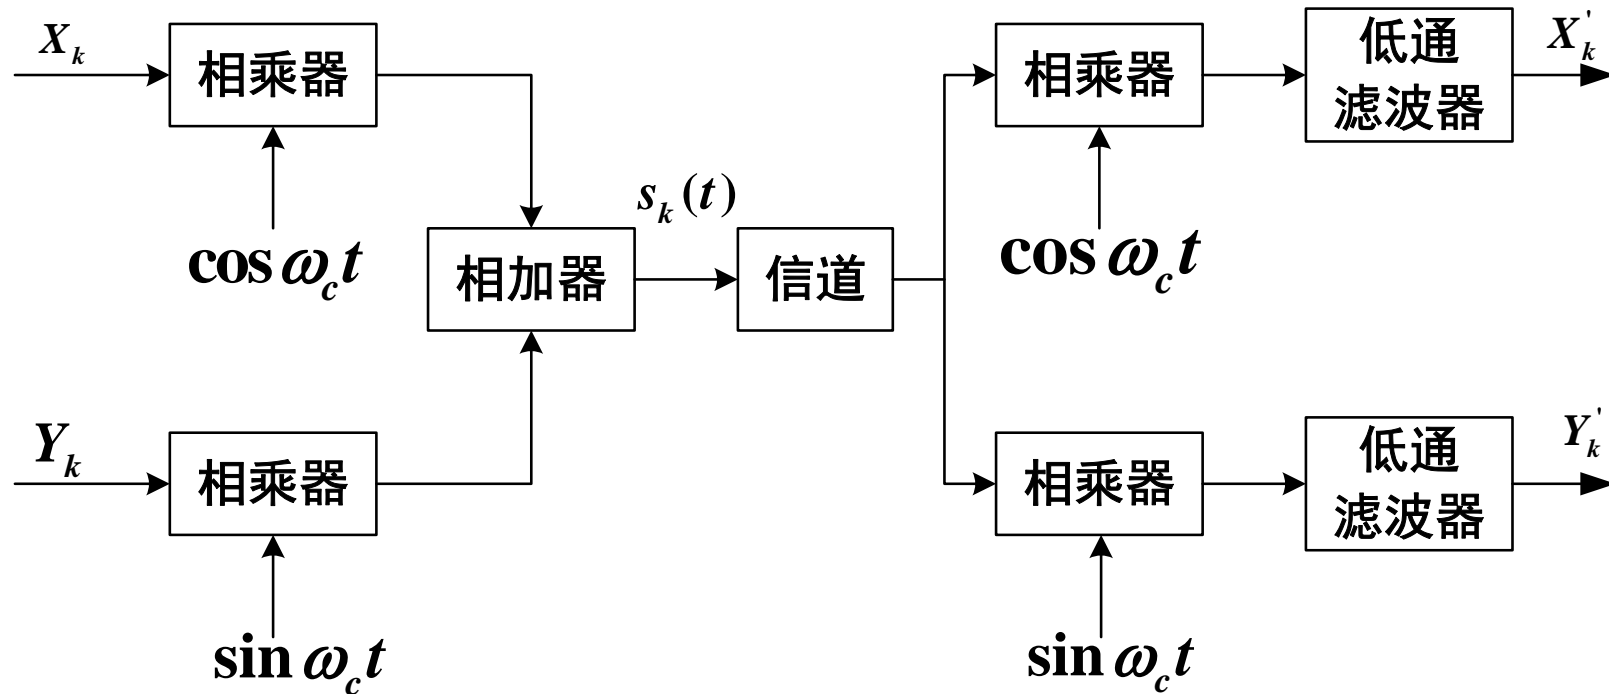 X_k
相乘器
cos ω_c t
相加器
Y_k
相乘器
sin ω_c t
s_k(t)
信道
相乘器
cos ω_c t
低通
滤波器
X_k'
相乘器
sin ω_c t
低通
滤波器
Y_k'